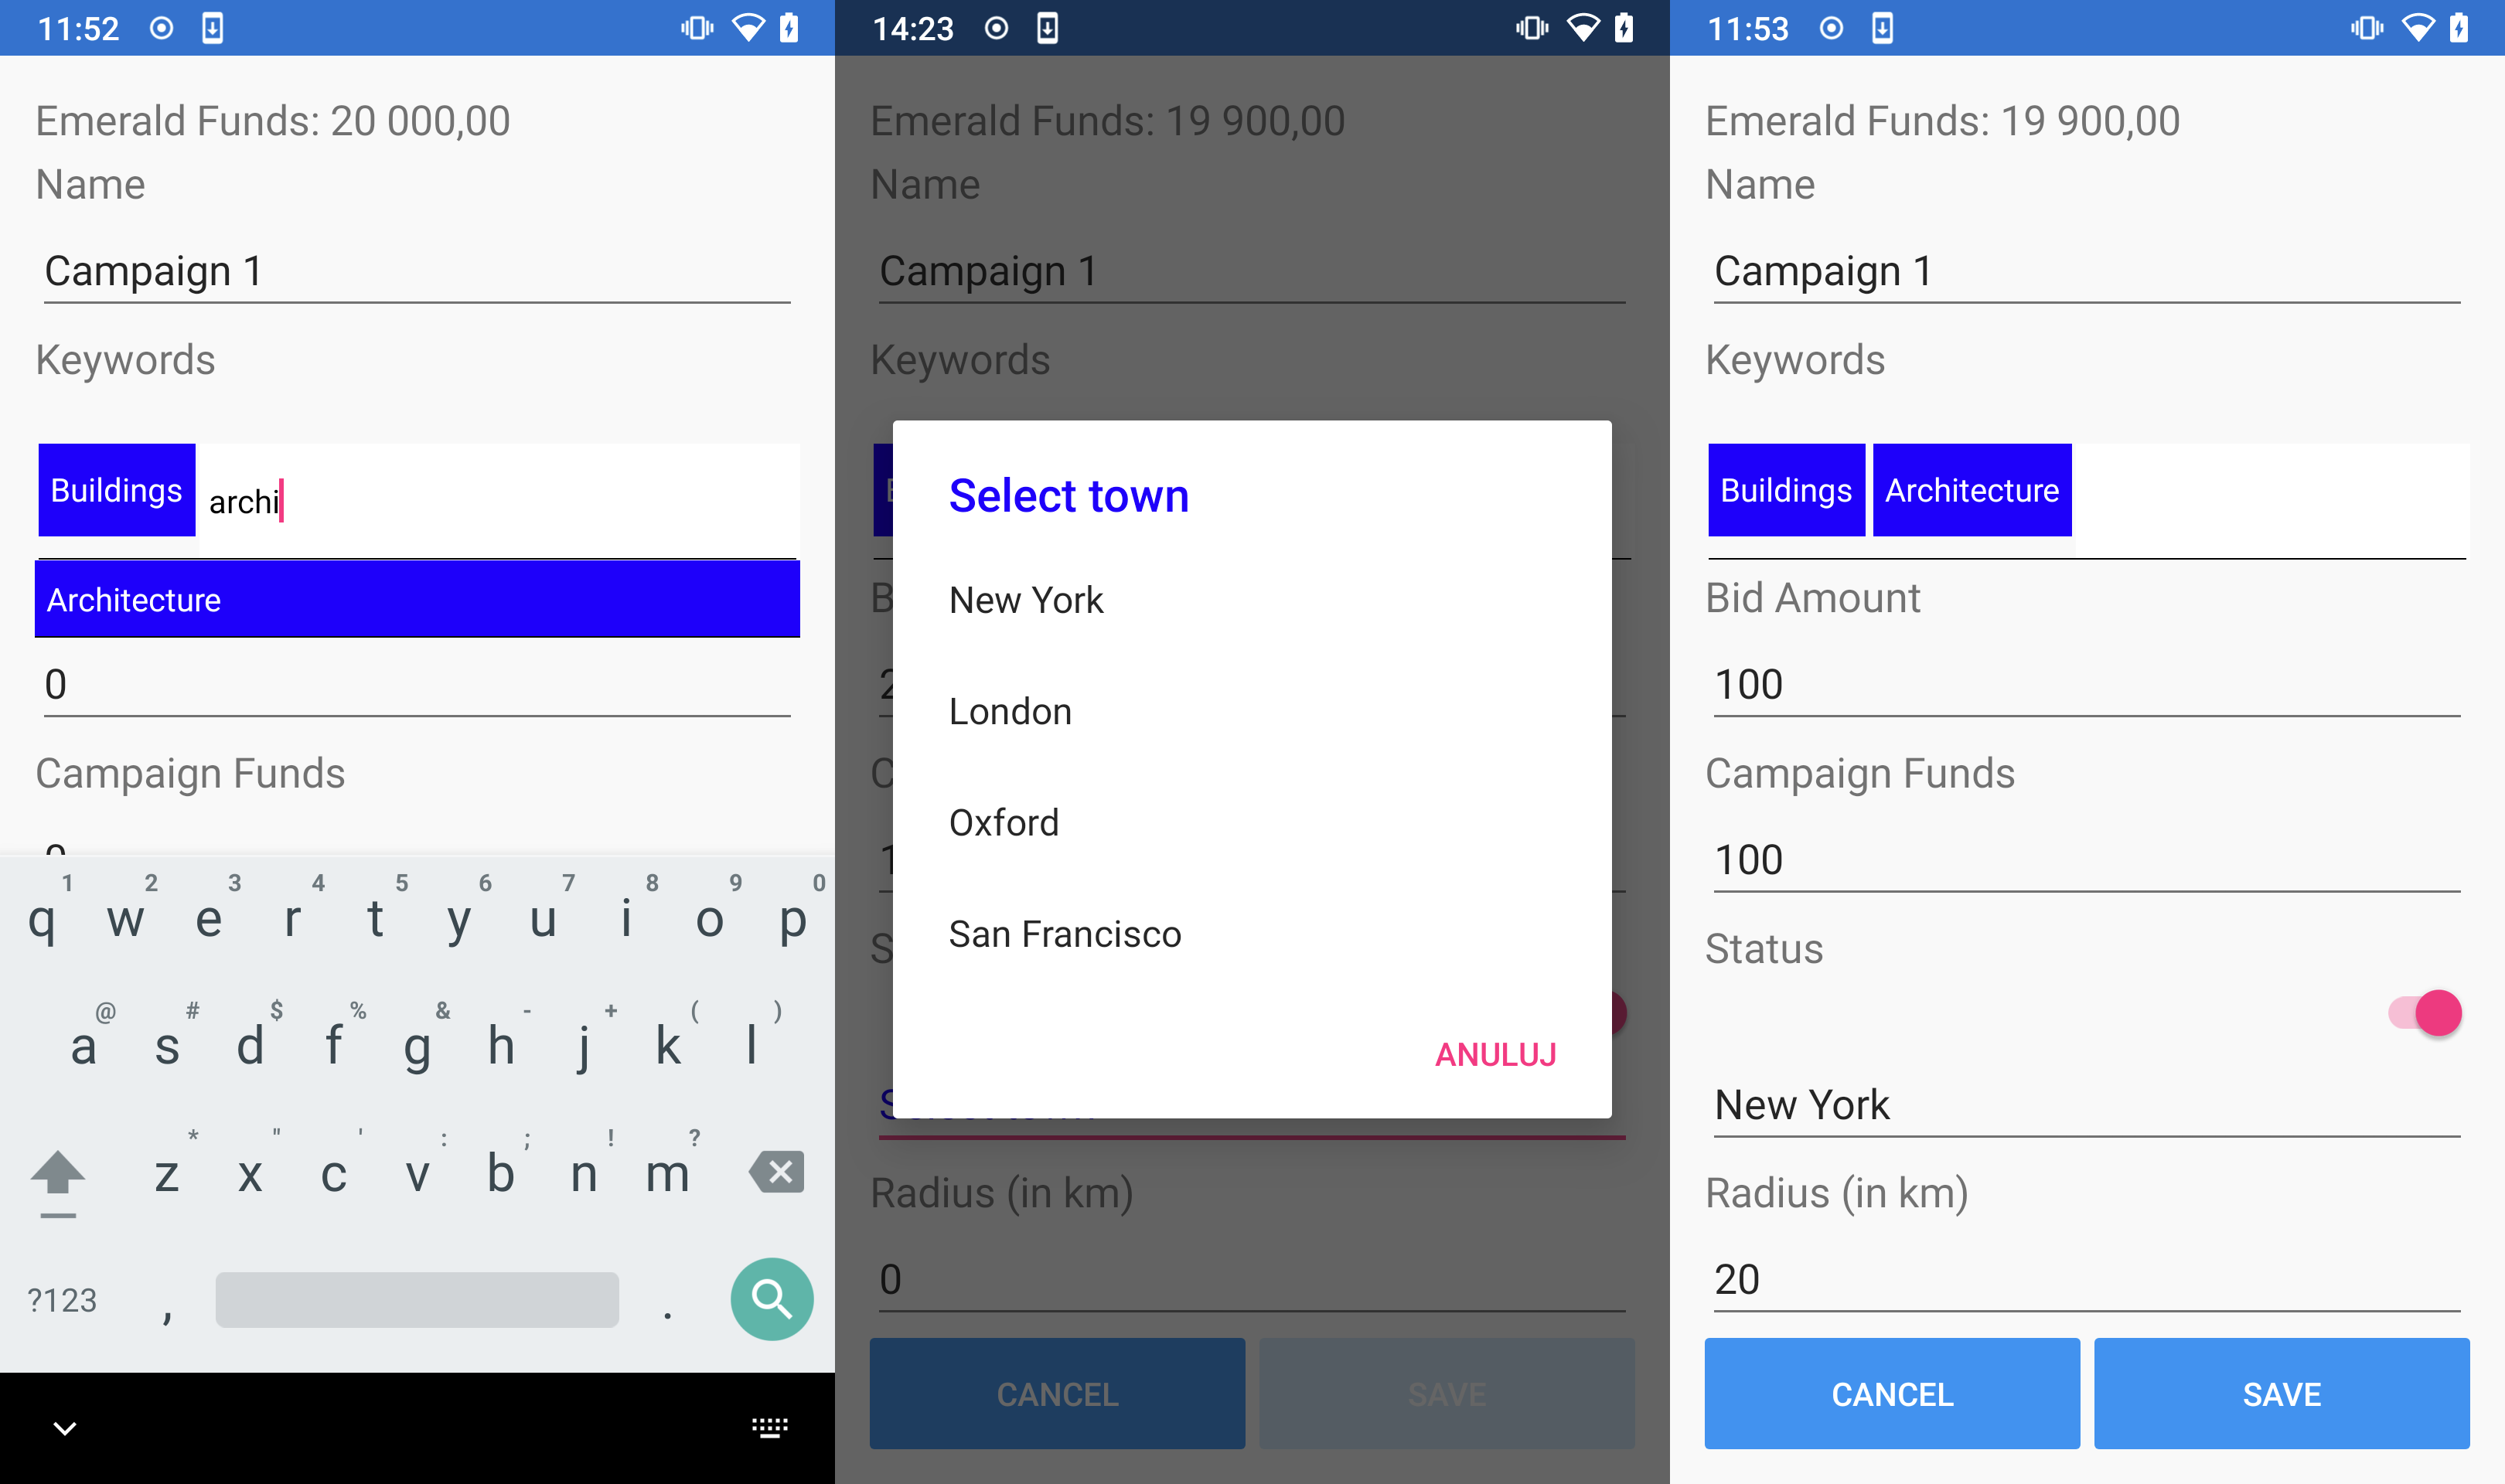 11:52
Emerald Funds: 20 000,00
Name
Campaign 1
Keywords
Buildings archi
Architecture
0
Campaign Funds
1 2 3 4 5 6 7 8 9 0
q w e r t y u i o p
@ # $ % & - + ( )
a s d f g h j k l
* " ' : ; ! ?
z x c v b n m
?123 , .
14:23
Emerald Funds: 19 900,00
Name
Campaign 1
Keywords
Select town
New York
London
Oxford
San Francisco
ANULUJ
Radius (in km)
0
CANCEL SAVE
11:53
Emerald Funds: 19 900,00
Name
Campaign 1
Keywords
Buildings Architecture
Bid Amount
100
Campaign Funds
100
Status
New York
Radius (in km)
20
CANCEL SAVE